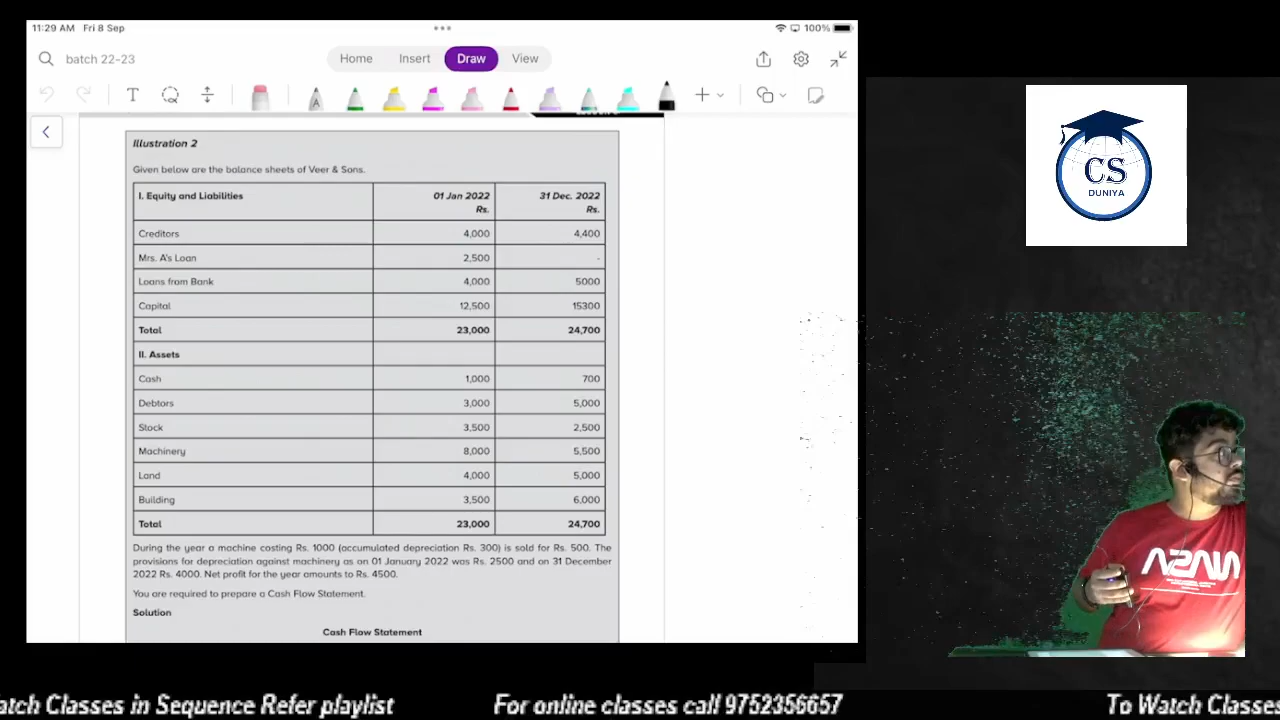 11:29 AM Fri 8 Sep
100%
batch 22-23
Home Insert Draw View
Illustration 2
Given below are the balance sheets of Veer & Sons.
I. Equity and Liabilities 01 Jan 2022 Rs. 31 Dec. 2022 Rs.
Creditors 4,000 4,400
Mrs. A's Loan 2,500 -
Loans from Bank 4,000 5000
Capital 12,500 15300
Total 23,000 24,700
II. Assets
Cash 1,000 700
Debtors 3,000 5,000
Stock 3,500 2,500
Machinery 8,000 5,500
Land 4,000 5,000
Building 3,500 6,000
Total 23,000 24,700
During the year a machine costing Rs. 1000 (accumulated depreciation Rs. 300) is sold for Rs. 500. The
provisions for depreciation against machinery as on 01 January 2022 was Rs. 2500 and on 31 December
2022 Rs. 4000. Net profit for the year amounts to Rs. 4500.
You are required to prepare a Cash Flow Statement.
Solution
Cash Flow Statement
CS
DUNIYA
atch Classes in Sequence Refer playlist For online classes call 9752356657 To Watch Classes